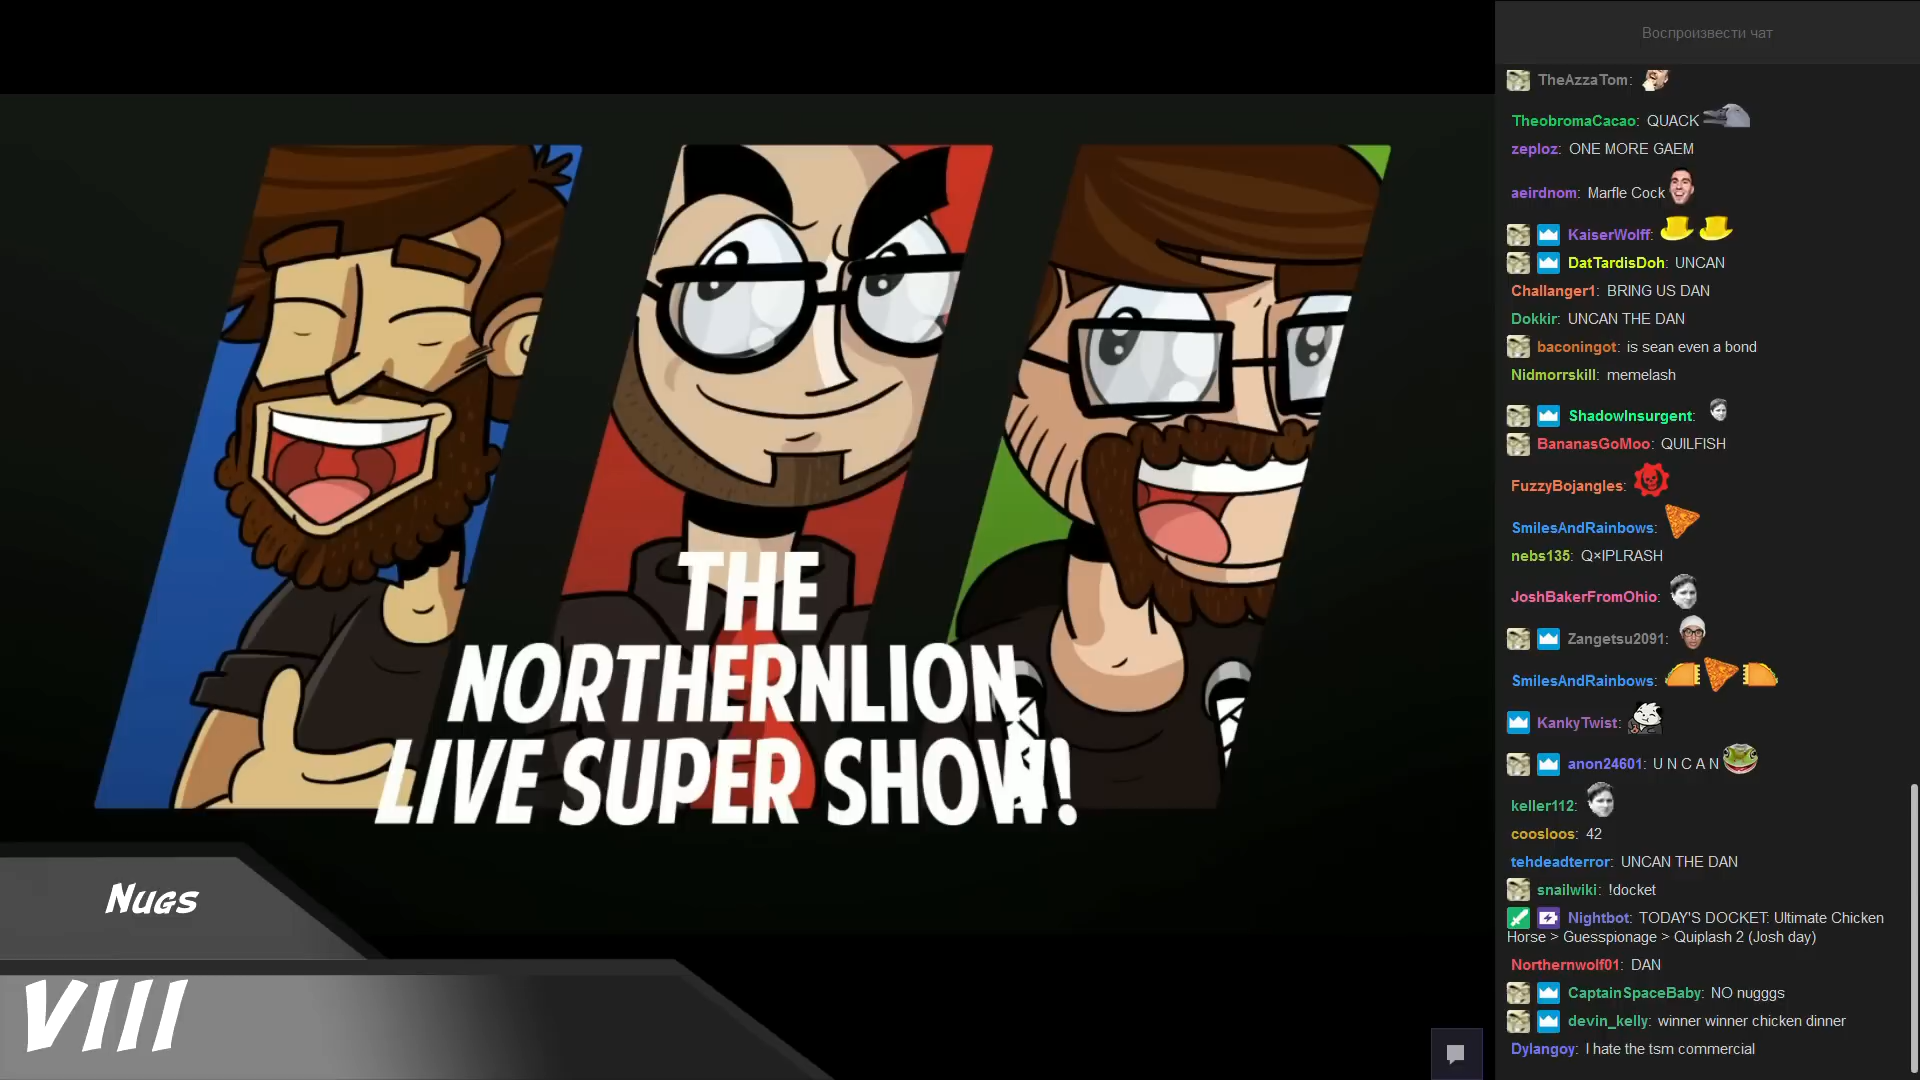 THE
NORTHERNLION
LIVE SUPER SHOW!
Nugs
VIII
Воспроизвести чат
TheAzzaTom:
TheobromaCacao: QUACK
zeploz: ONE MORE GAEM
aeirdnom: Marfle Cock
KaiserWolff:
DatTardisDoh: UNCAN
Challanger1: BRING US DAN
Dokkir: UNCAN THE DAN
baconingot: is sean even a bond
Nidmorrskill: memelash
ShadowInsurgent:
BananasGoMoo: QUILFISH
FuzzyBojangles:
SmilesAndRainbows:
nebs135: Q×IPLRASH
JoshBakerFromOhio:
Zangetsu2091:
SmilesAndRainbows:
KankyTwist:
anon24601: U N C A N
keller112:
coosloos: 42
tehdeadterror: UNCAN THE DAN
snailwiki: !docket
Nightbot: TODAY'S DOCKET: Ultimate Chicken
Horse > Guesspionage > Quiplash 2 (Josh day)
Northernwolf01: DAN
CaptainSpaceBaby: NO nugggs
devin_kelly: winner winner chicken dinner
Dylangoy: I hate the tsm commercial